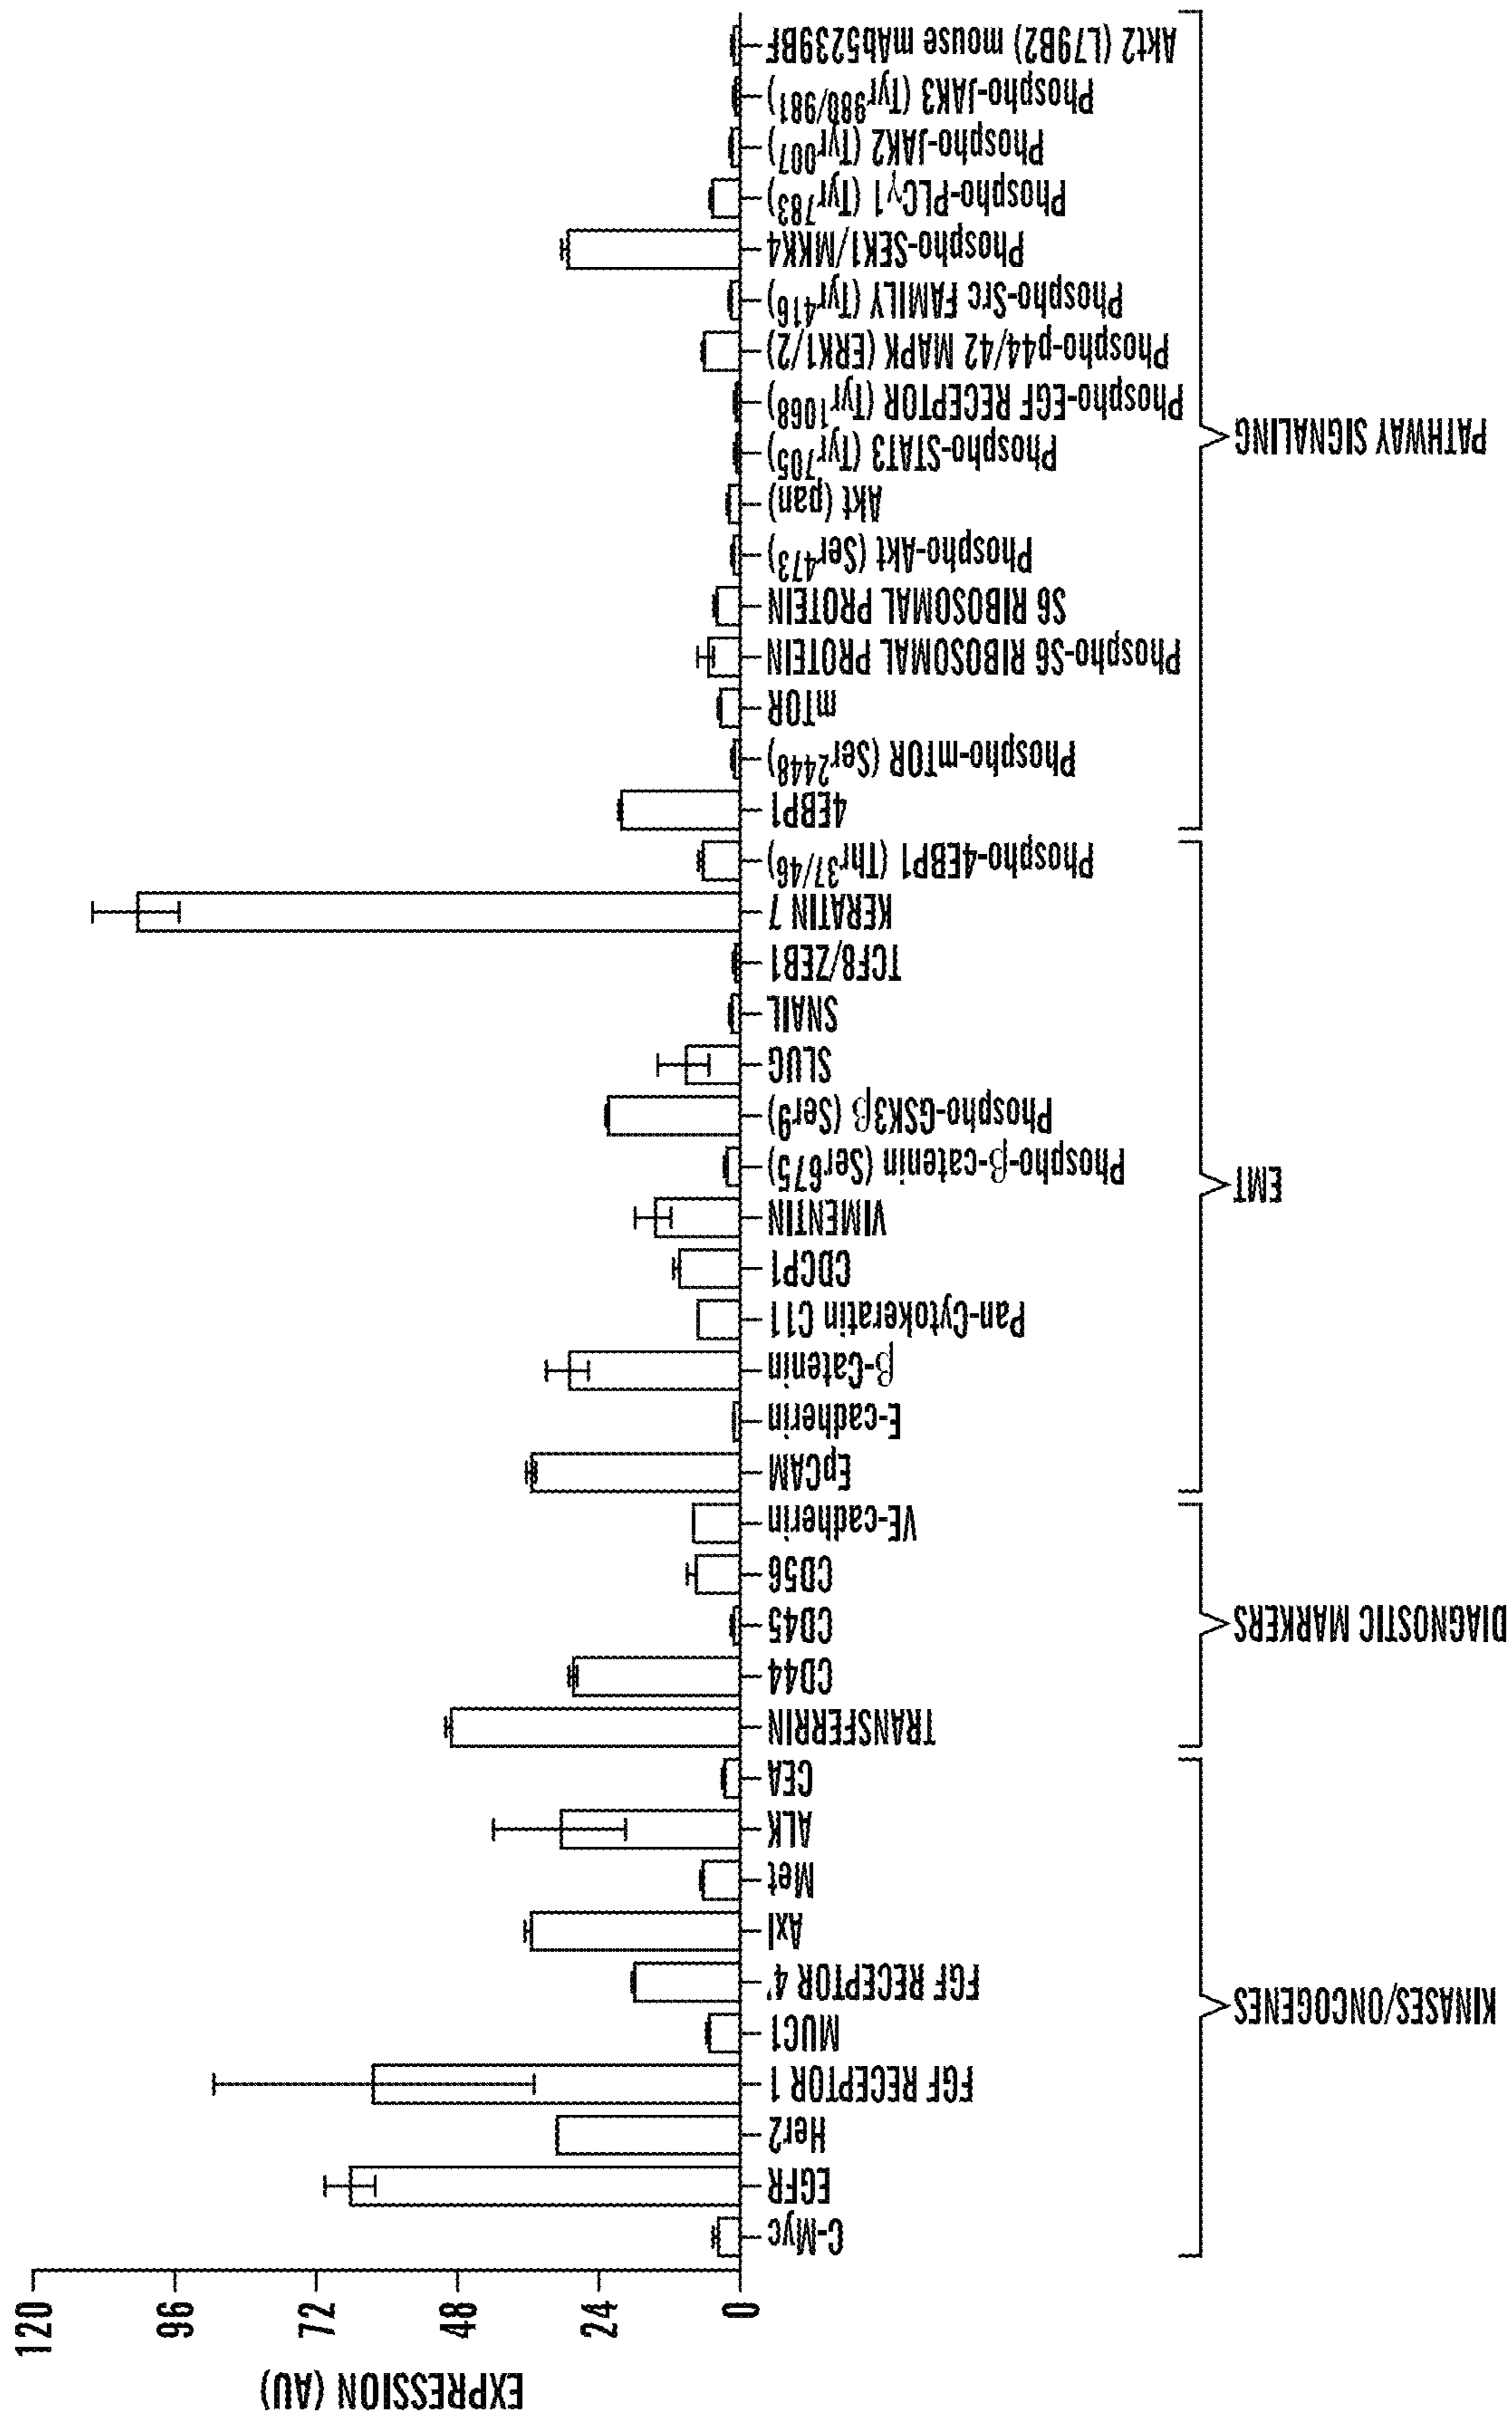 EXPRESSION (AU)
120
96
72
48
24
0
C-Myc
EGFR
Her2
FGF RECEPTOR 1
MUC1
FGF RECEPTOR 4'
Axl
Met
ALK
CEA
TRANSFERRIN
CD44
CD45
CD56
VE-cadherin
EpCAM
E-cadherin
β-Catenin
Pan-Cytokeratin C11
CDCP1
VIMENTIN
Phospho-β-catenin (Ser675)
Phospho-GSK3β (Ser9)
SLUG
SNAIL
TCF8/ZEB1
KERATIN 7
Phospho-4EBP1 (Thr37/46)
4EBP1
Phospho-mTOR (Ser2448)
mTOR
Phospho-S6 RIBOSOMAL PROTEIN
S6 RIBOSOMAL PROTEIN
Phospho-Akt (Ser473)
Akt (pan)
Phospho-STAT3 (Tyr705)
Phospho-EGF RECEPTOR (Tyr1068)
Phospho-p44/42 MAPK (ERK1/2)
Phospho-Src FAMILY (Tyr416)
Phospho-SEK1/MKK4
Phospho-PLCγ1 (Tyr783)
Phospho-JAK2 (Tyr007)
Phospho-JAK3 (Tyr980/981)
Akt2 (L79B2) mouse mAb5239BF
KINASES/ONCOGENES
DIAGNOSTIC MARKERS
EMT
PATHWAY SIGNALING